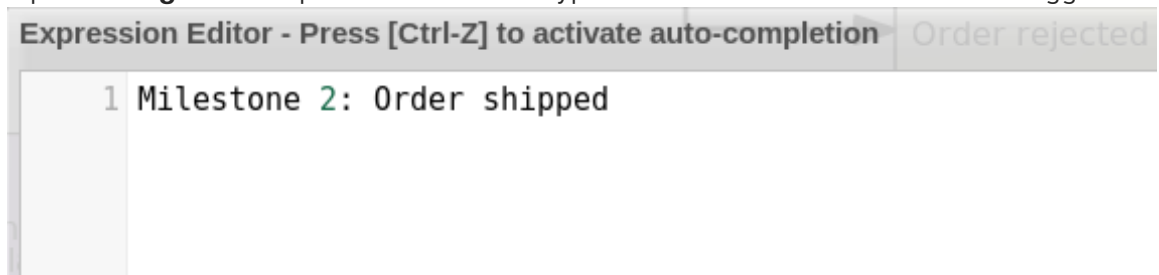 Expression Editor - Press [Ctrl-Z] to activate auto-completion
Order rejected
1 Milestone 2: Order shipped